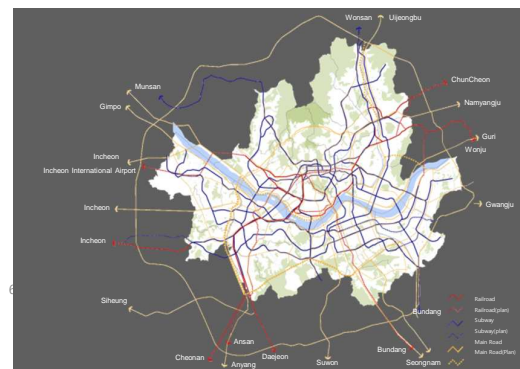 Wonsan
Uijeongbu
Munsan
ChunCheon
Gimpo
Namyangju
Guri
Wonju
Incheon
Incheon International Airport
Incheon
Gwangju
Incheon
6
Siheung
Bundang
Ansan
Cheonan
Daejeon
Anyang
Suwon
Bundang
Seongnam
Railroad
Railroad(plan)
Subway
Subway(plan)
Main Road
Main Road(Plan)